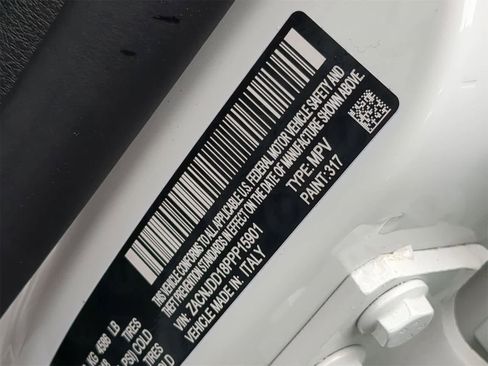 KG 4586 LB
TIRES
PSI) COLD
TIRES
COLD
THIS VEHICLE CONFORMS TO ALL APPLICABLE U.S. FEDERAL MOTOR VEHICLE SAFETY AND
THEFT PREVENTION STANDARDS IN EFFECT ON THE DATE OF MANUFACTURE SHOWN ABOVE.
VIN: ZACNJDD18PPP15901 TYPE: MPV
VEHICLE MADE IN: ITALY PAINT: 317